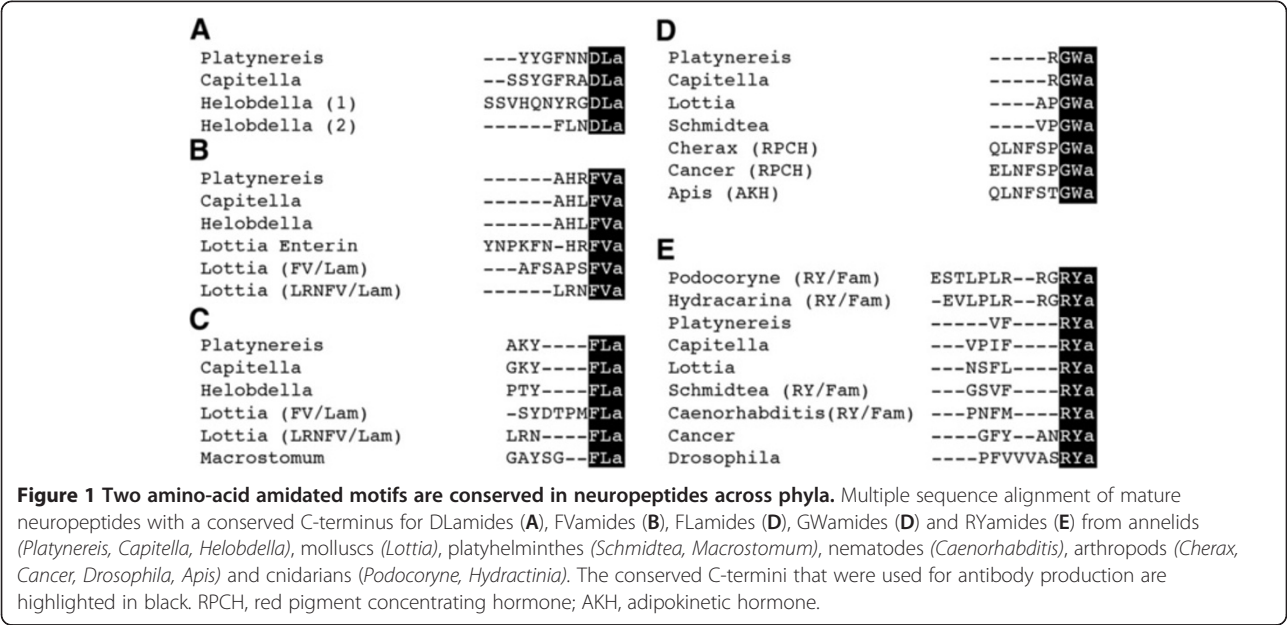 A
Platynereis ---YYGFNNDLa
Capitella --SSYGFRADLa
Helobdella (1) SSVHQNYRGDLa
Helobdella (2) ------FLNDLa
B
Platynereis ------AHRFVa
Capitella ------AHLFVa
Helobdella ------AHLFVa
Lottia Enterin YNPKFN-HRFVa
Lottia (FV/Lam) ---AFSAPSFVa
Lottia (LRNFV/Lam) ------LRNFVa
C
Platynereis AKY----FLa
Capitella GKY----FLa
Helobdella PTY----FLa
Lottia (FV/Lam) -SYDTPMFLa
Lottia (LRNFV/Lam) LRN----FLa
Macrostomum GAYSG--FLa
D
Platynereis -----RGWa
Capitella -----RGWa
Lottia ----APGWa
Schmidtea ----VPGWa
Cherax (RPCH) QLNFSPGWa
Cancer (RPCH) ELNFSPGWa
Apis (AKH) QLNFSTGWa
E
Podocoryne (RY/Fam) ESTLPLR--RGRYa
Hydracarina (RY/Fam) -EVLPLR--RGRYa
Platynereis -----VF----RYa
Capitella ---VPIF----RYa
Lottia ---NSFL----RYa
Schmidtea (RY/Fam) ---GSVF----RYa
Caenorhabditis(RY/Fam) ---PNFM----RYa
Cancer ----GFY--ANRYa
Drosophila ----PFVVVASRYa
Figure 1 Two amino-acid amidated motifs are conserved in neuropeptides across phyla. Multiple sequence alignment of mature
neuropeptides with a conserved C-terminus for DLamides (A), FVamides (B), FLamides (D), GWamides (D) and RYamides (E) from annelids
(Platynereis, Capitella, Helobdella), molluscs (Lottia), platyhelminthes (Schmidtea, Macrostomum), nematodes (Caenorhabditis), arthropods (Cherax,
Cancer, Drosophila, Apis) and cnidarians (Podocoryne, Hydractinia). The conserved C-termini that were used for antibody production are
highlighted in black. RPCH, red pigment concentrating hormone; AKH, adipokinetic hormone.